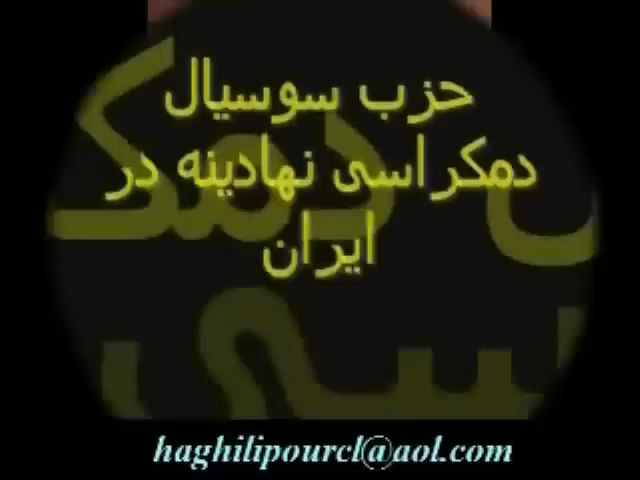 حزب سوسیال
دمکراسی نهادینه در
ایران
haghilipourcl@aol.com